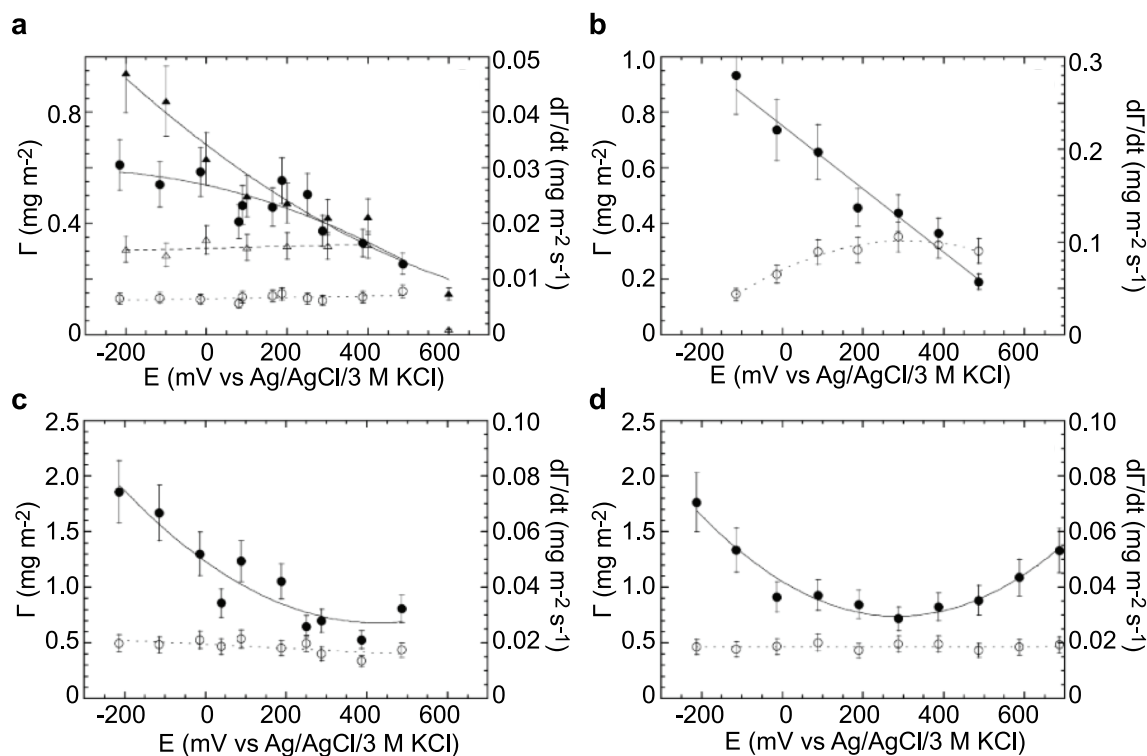 a
b
0.8
0.4
0
Γ (mg m-2)
0.05
0.04
0.03
0.02
0.01
0
dΓ/dt (mg m-2 s-1)
-200 0 200 400 600
E (mV vs Ag/AgCl/3 M KCl)
1.0
0.8
0.6
0.4
0.2
0
Γ (mg m-2)
0.3
0.2
0.1
0
dΓ/dt (mg m-2 s-1)
-200 0 200 400 600
E (mV vs Ag/AgCl/3 M KCl)
c
d
2.5
2.0
1.5
1.0
0.5
0
Γ (mg m-2)
0.10
0.08
0.06
0.04
0.02
0
dΓ/dt (mg m-2 s-1)
-200 0 200 400 600
E (mV vs Ag/AgCl/3 M KCl)
2.5
2.0
1.5
1.0
0.5
0
Γ (mg m-2)
0.10
0.08
0.06
0.04
0.02
0
dΓ/dt (mg m-2 s-1)
-200 0 200 400 600
E (mV vs Ag/AgCl/3 M KCl)